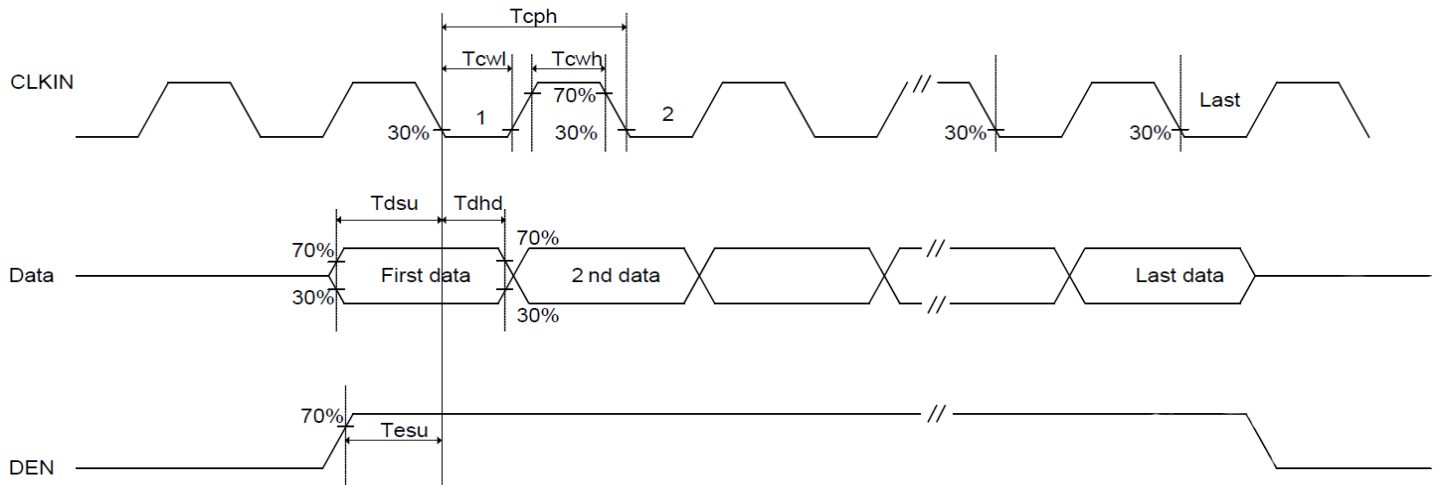 Tcph
Tcwl Tcwh
CLKIN
70%
1 2 Last
30% 30% 30% 30%
Tdsu Tdhd
70% 70%
Data First data 2 nd data Last data
30%
30%
70%
Tesu
DEN